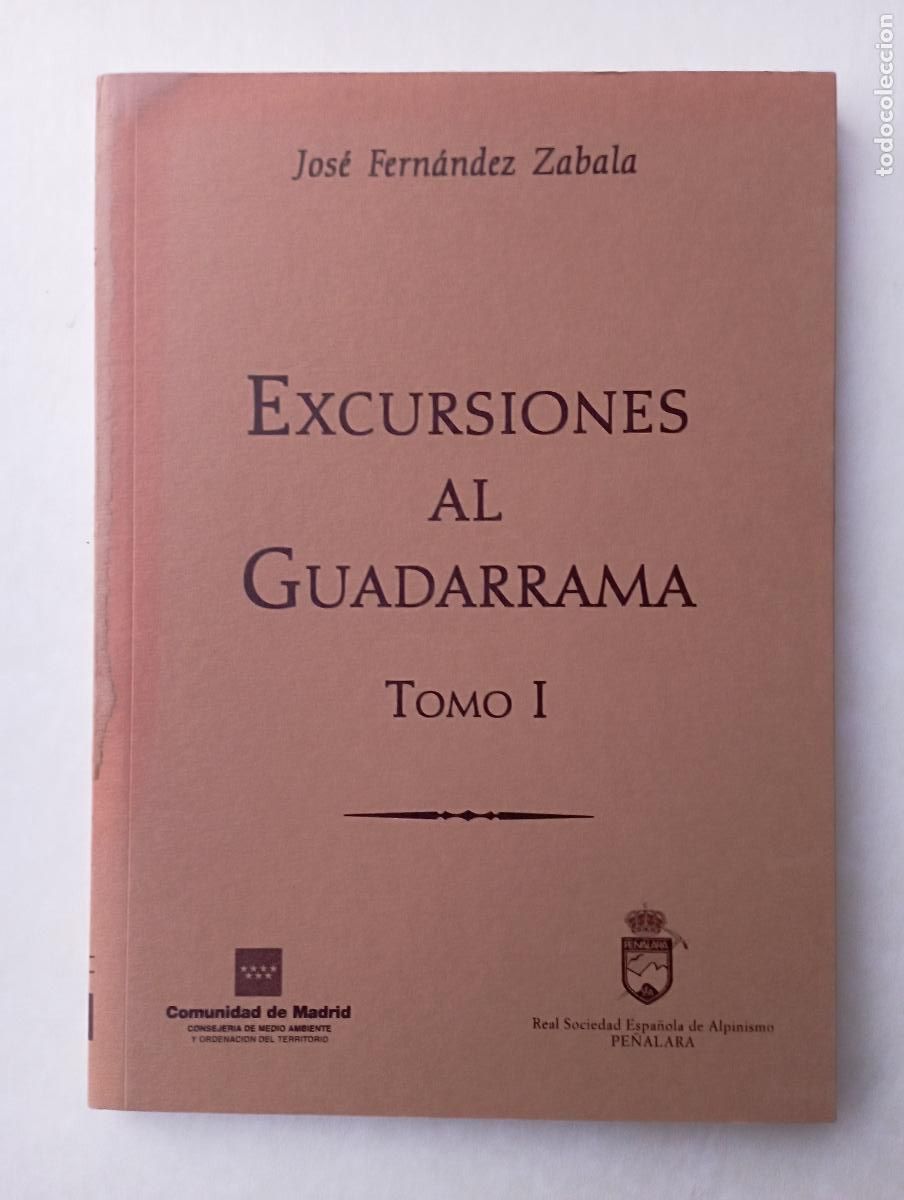 José Fernández Zabala
EXCURSIONES
AL
GUADARRAMA
TOMO I
Comunidad de Madrid
CONSEJERIA DE MEDIO AMBIENTE
Y ORDENACION DEL TERRITORIO
PEÑALARA
Real Sociedad Española de Alpinismo
PEÑALARA
todocoleccion